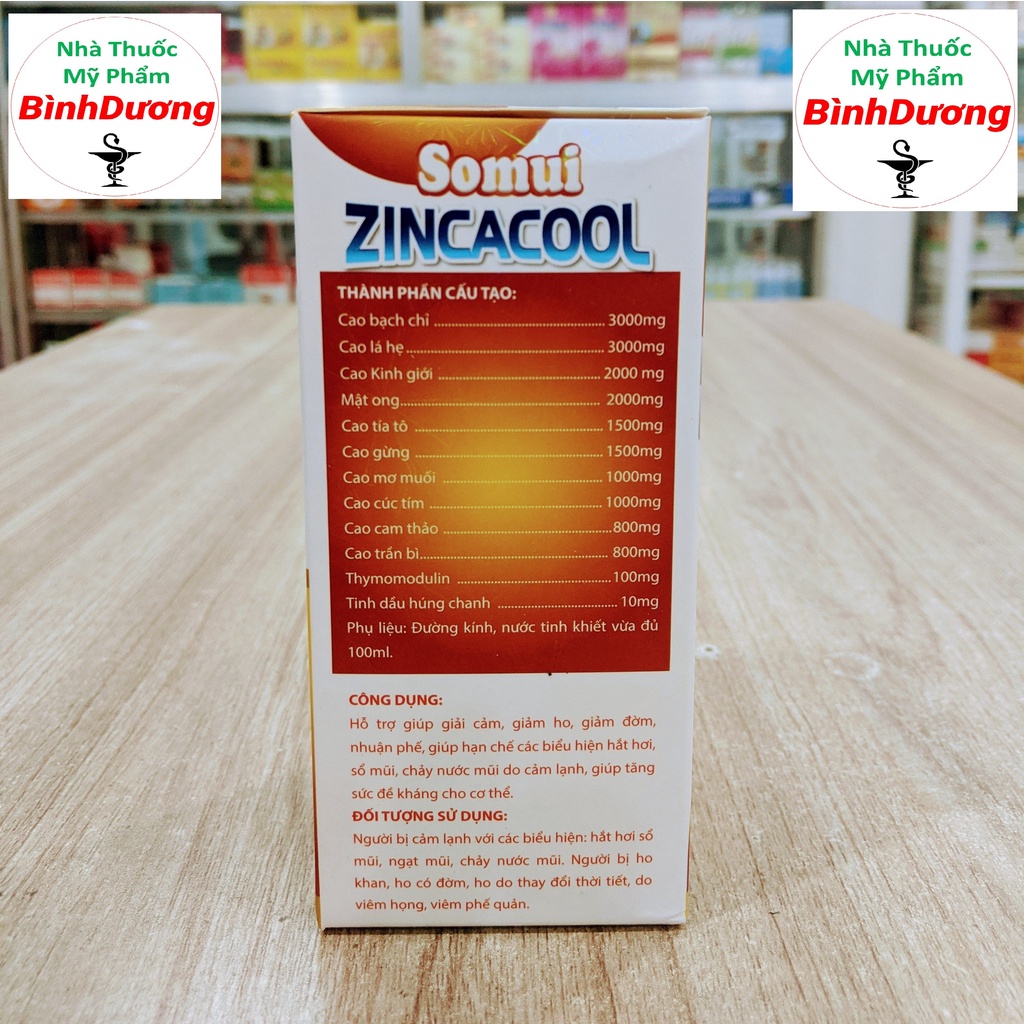 Nhà Thuốc
Mỹ Phẩm
BìnhDương
Nhà Thuốc
Mỹ Phẩm
BìnhDương
Somui
ZINCACOOL
THÀNH PHẦN CẤU TẠO:
Cao bạch chỉ ........ 3000mg
Cao lá hẹ ........ 3000mg
Cao Kinh giới ........ 2000 mg
Mật ong ........ 2000mg
Cao tía tô ........ 1500mg
Cao gừng ........ 1500mg
Cao mơ muối ........ 1000mg
Cao cúc tím ........ 1000mg
Cao cam thảo ........ 800mg
Cao trần bì ........ 800mg
Thymomodulin ........ 100mg
Tinh dầu húng chanh ........ 10mg
Phụ liệu: Đường kính, nước tinh khiết vừa đủ
100ml.
CÔNG DỤNG:
Hỗ trợ giúp giải cảm, giảm ho, giảm đờm,
nhuận phế, giúp hạn chế các biểu hiện hắt hơi,
sổ mũi, chảy nước mũi do cảm lạnh, giúp tăng
sức đề kháng cho cơ thể.
ĐỐI TƯỢNG SỬ DỤNG:
Người bị cảm lạnh với các biểu hiện: hắt hơi sổ
mũi, ngạt mũi, chảy nước mũi. Người bị ho
khan, ho có đờm, ho do thay đổi thời tiết, do
viêm họng, viêm phế quản.